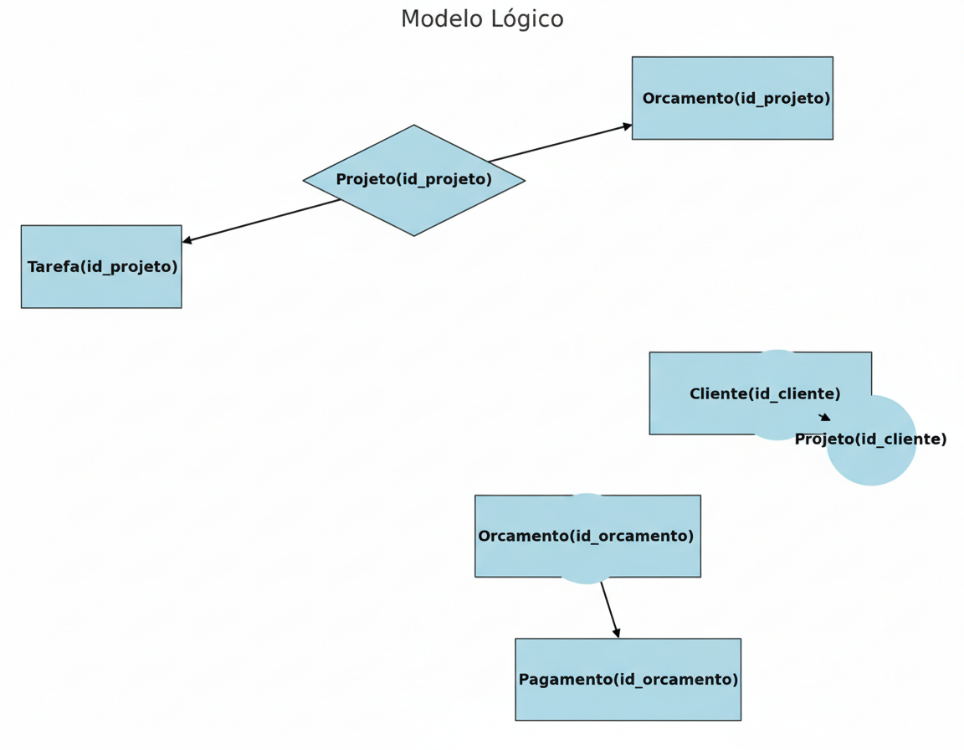 Modelo Lógico
Orcamento(id_projeto)
Projeto(id_projeto)
Tarefa(id_projeto)
Cliente(id_cliente)
Projeto(id_cliente)
Orcamento(id_orcamento)
Pagamento(id_orcamento)